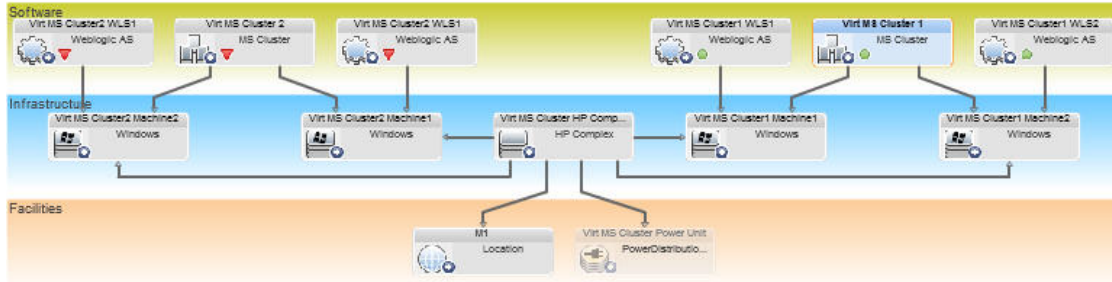 Software
Virt MS Cluster2 WLS1
Weblogic AS
Virt MS Cluster 2
MS Cluster
Virt MS Cluster2 WLS1
Weblogic AS
Virt MS Cluster1 WLS1
Weblogic AS
Virt MS Cluster 1
MS Cluster
Virt MS Cluster1 WLS2
Weblogic AS
Infrastructure
Virt MS Cluster2 Machine2
Windows
Virt MS Cluster2 Machine1
Windows
Virt MS Cluster HP Comp...
HP Complex
Virt MS Cluster1 Machine1
Windows
Virt MS Cluster1 Machine2
Windows
Facilities
M1
Location
Virt MS Cluster Power Unit
PowerDistributio...